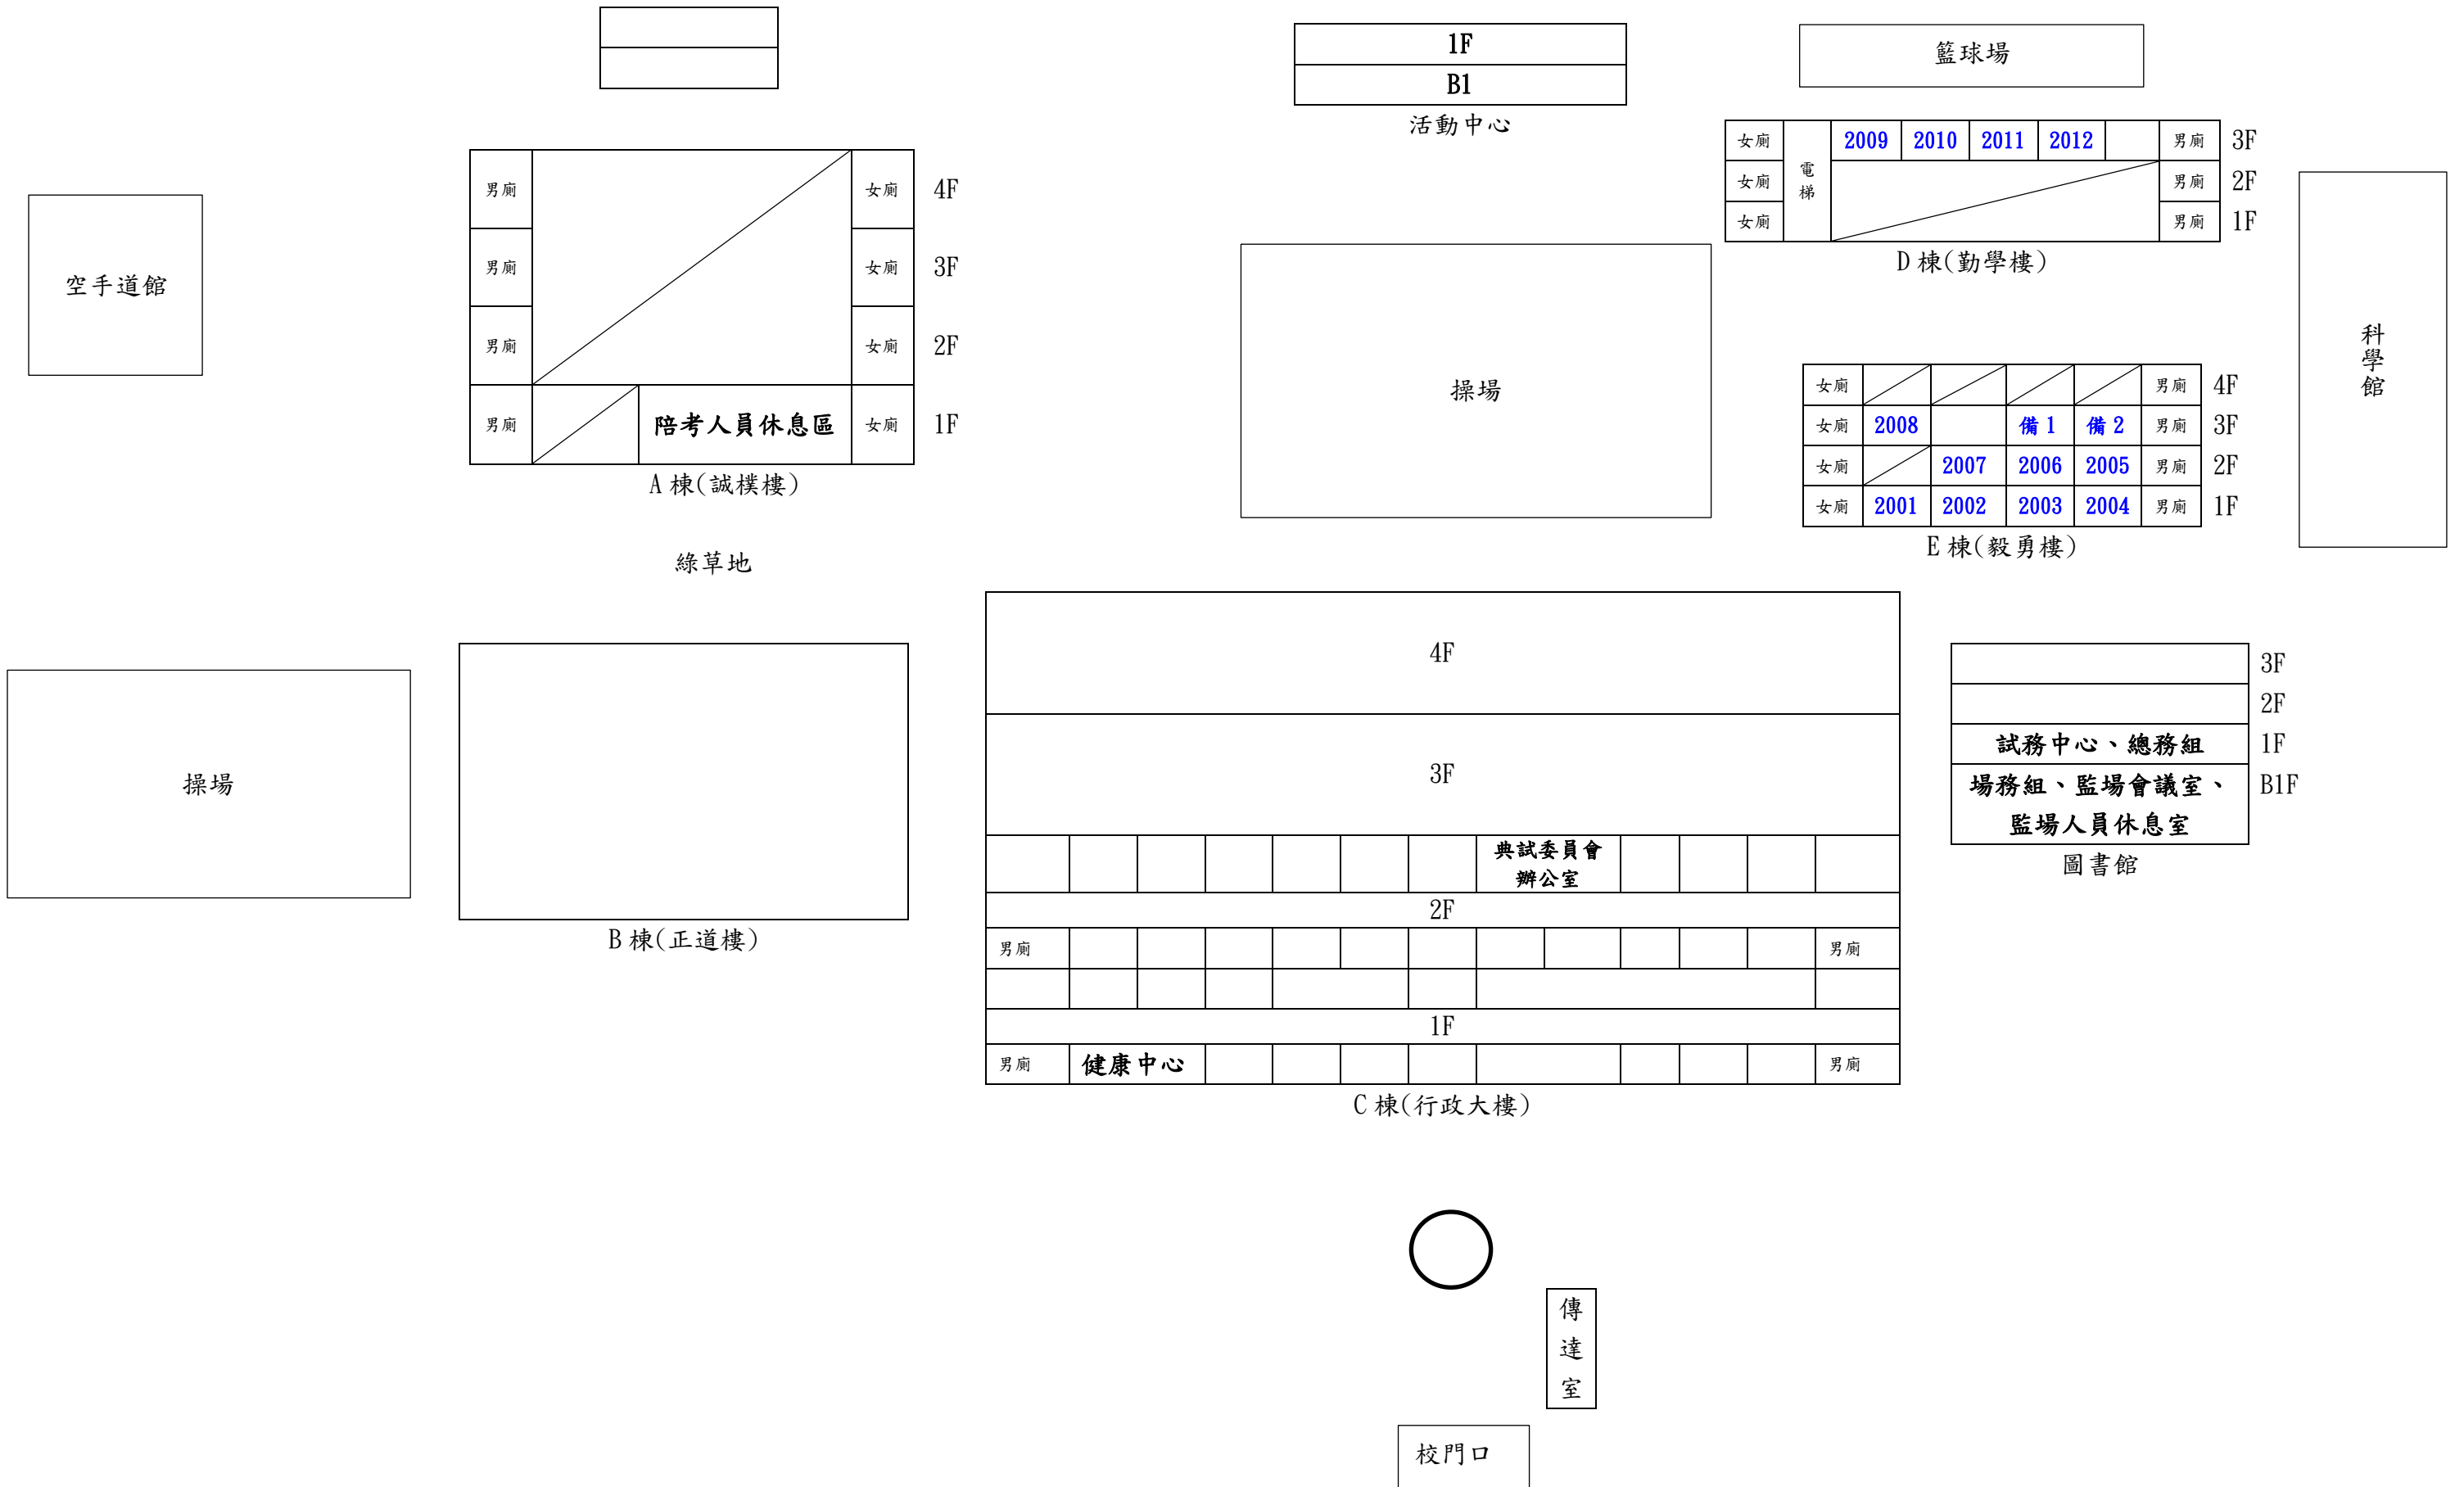 1F
B1
活動中心
籃球場
女廁 電梯 2009 2010 2011 2012 男廁 3F
女廁 男廁 2F
女廁 男廁 1F
D 棟(勤學樓)
男廁 女廁 4F
男廁 女廁 3F
男廁 女廁 2F
男廁 陪考人員休息區 女廁 1F
A 棟(誠樸樓)
空手道館
操場
科學館
女廁 男廁 4F
女廁 2008 備 1 備 2 男廁 3F
女廁 2007 2006 2005 男廁 2F
女廁 2001 2002 2003 2004 男廁 1F
E 棟(毅勇樓)
綠草地
操場
B 棟(正道樓)
4F
3F
典試委員會
辦公室
2F
男廁 男廁
1F
男廁 健康中心 男廁
C 棟(行政大樓)
3F
2F
試務中心、總務組 1F
場務組、監場會議室、 B1F
監場人員休息室
圖書館
傳
達
室
校門口